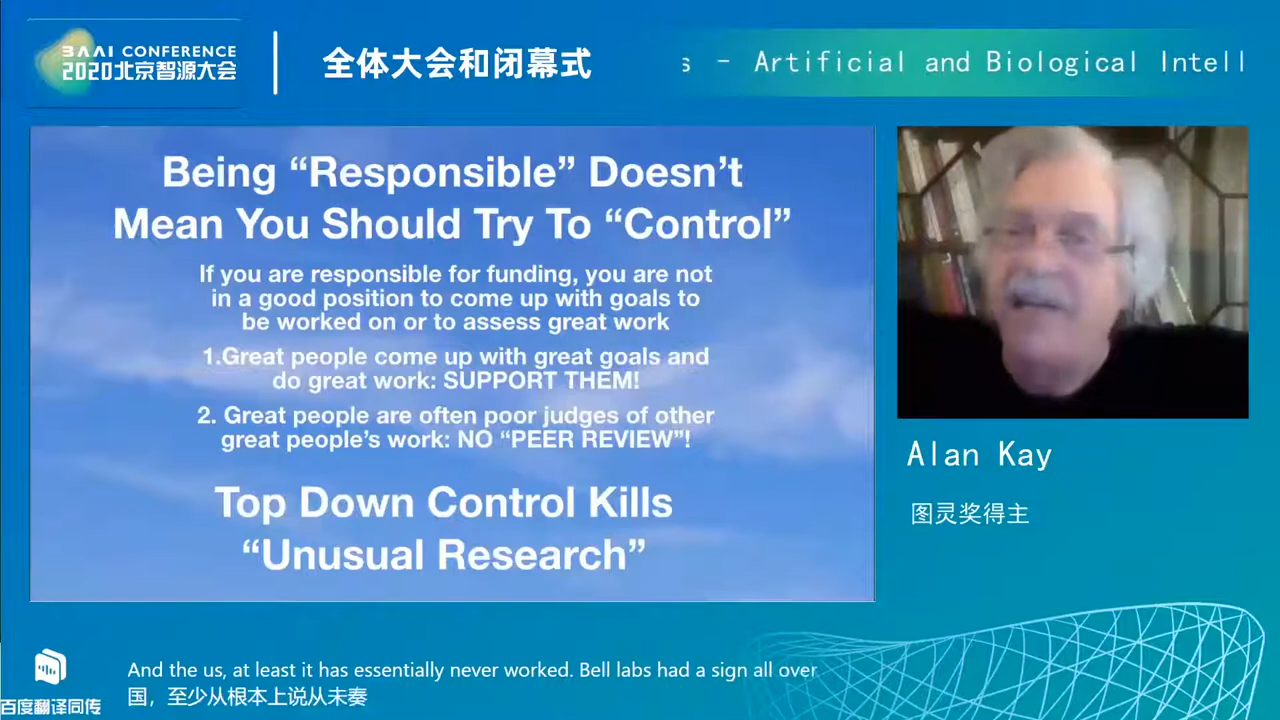 BAAI CONFERENCE
2020北京智源大会
全体大会和闭幕式
s - Artificial and Biological Intell
Being “Responsible” Doesn’t
Mean You Should Try To “Control”
If you are responsible for funding, you are not
in a good position to come up with goals to
be worked on or to assess great work
1.Great people come up with great goals and
do great work: SUPPORT THEM!
2. Great people are often poor judges of other
great people’s work: NO “PEER REVIEW”!
Top Down Control Kills
“Unusual Research”
Alan Kay
图灵奖得主
And the us, at least it has essentially never worked. Bell labs had a sign all over
国，至少从根本上说从未奏
百度翻译同传